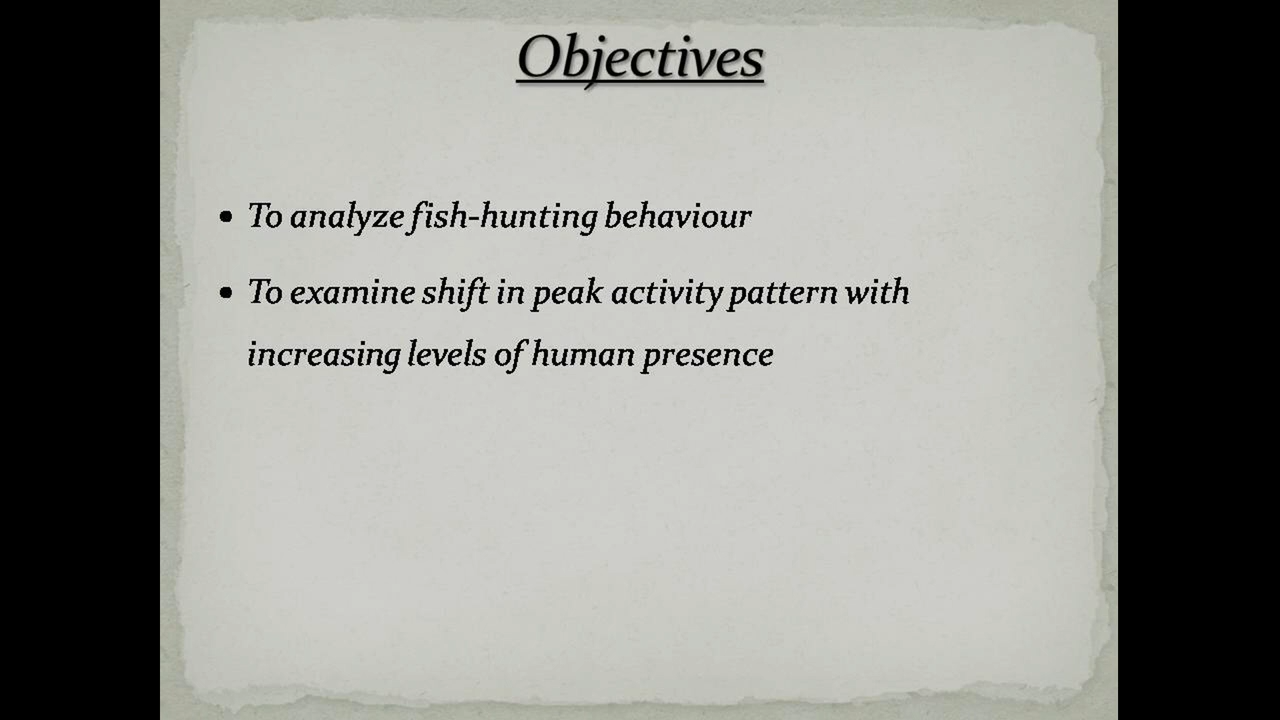 Objectives
• To analyze fish-hunting behaviour
• To examine shift in peak activity pattern with
increasing levels of human presence